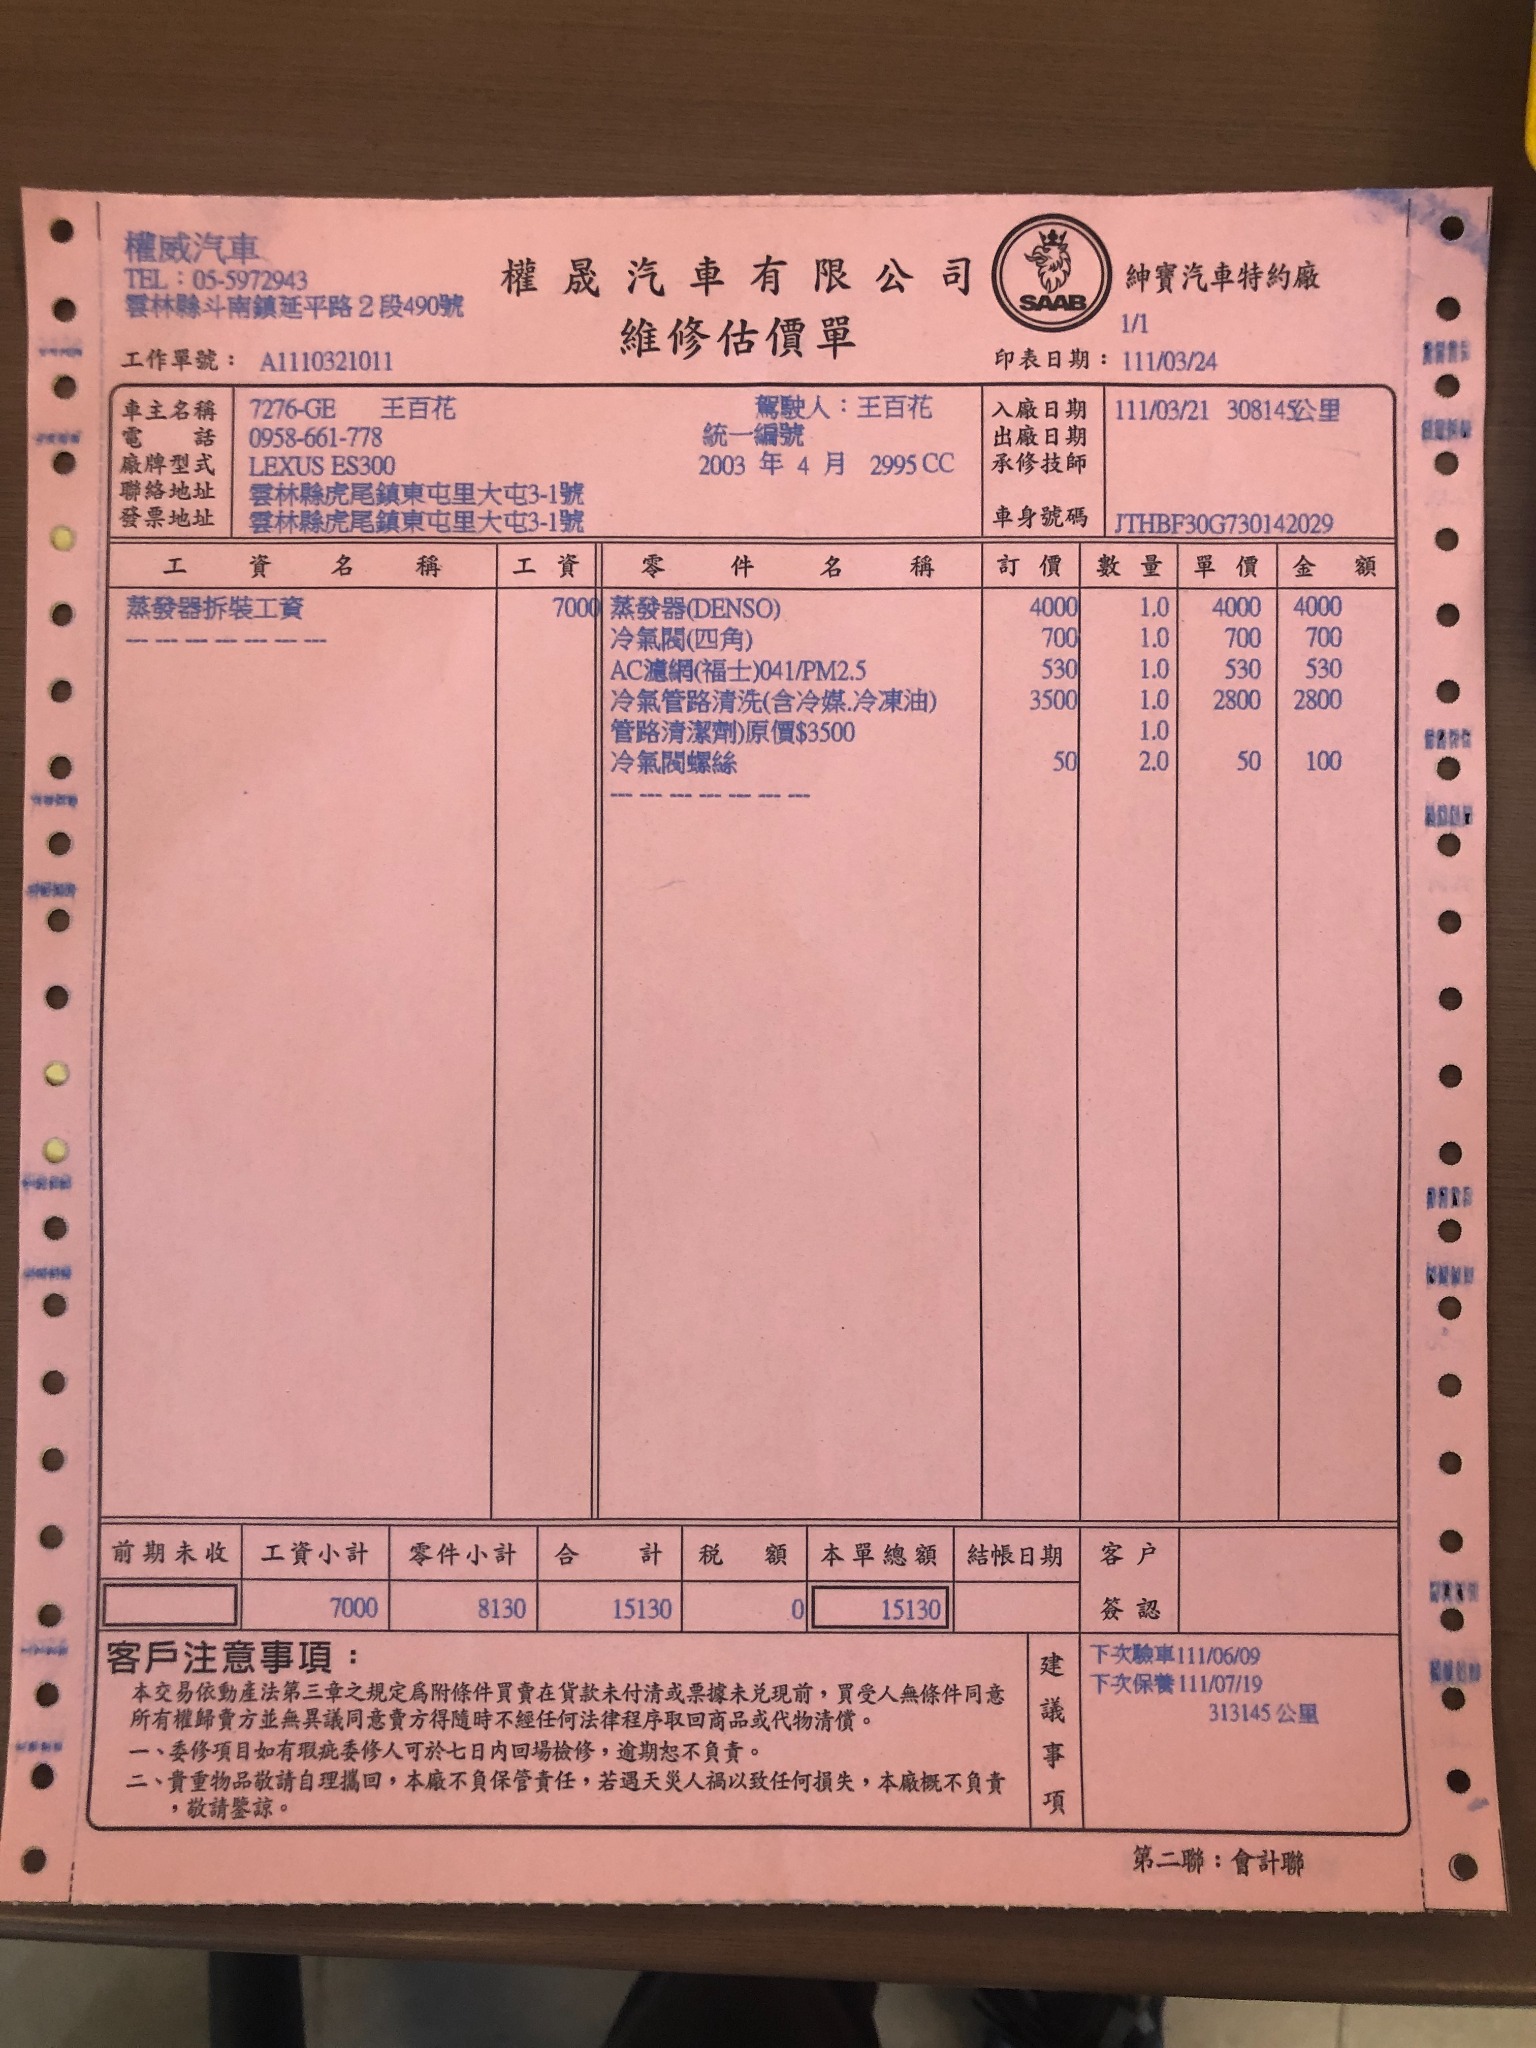 權威汽車
TEL：05-5972943
雲林縣斗南鎮延平路２段490號
權晟汽車有限公司
維修估價單
SAAB
紳寶汽車特約廠
1/1
工作單號： A1110321011
印表日期：111/03/24
車主名稱 7276-GE 王百花 駕駛人：王百花
電話 0958-661-778 統一編號
廠牌型式 LEXUS ES300 2003 年 4 月 2995 CC
聯絡地址 雲林縣虎尾鎮東屯里大屯3-1號
發票地址 雲林縣虎尾鎮東屯里大屯3-1號
入廠日期 111/03/21 308145公里
出廠日期
承修技師
車身號碼 JTHBF30G730142029
工資名稱 工資 零件名稱 訂價 數量 單價 金額
蒸發器拆裝工資 7000 蒸發器(DENSO) 4000 1.0 4000 4000
--- --- --- --- --- --- --- 冷氣閥(四角) 700 1.0 700 700
AC濾網(福士)041/PM2.5 530 1.0 530 530
冷氣管路清洗(含冷媒.冷凍油) 3500 1.0 2800 2800
管路清潔劑)原價$3500 1.0
冷氣閥螺絲 50 2.0 50 100
--- --- --- --- --- --- ---
前期未收 工資小計 零件小計 合計 稅額 本單總額 結帳日期 客戶簽認
7000 8130 15130 0 15130
客戶注意事項：
本交易依動產法第三章之規定為附條件買賣在貨款未付清或票據未兌現前，買受人無條件同意
所有權歸賣方並無異議同意賣方得隨時不經任何法律程序取回商品或代物清償。
一、委修項目如有瑕疵委修人可於七日內回場檢修，逾期恕不負責。
二、貴重物品敬請自理攜回，本廠不負保管責任，若遇天災人禍以致任何損失，本廠概不負責
，敬請鑒諒。
建議事項
下次驗車111/06/09
下次保養111/07/19
313145 公里
第二聯：會計聯